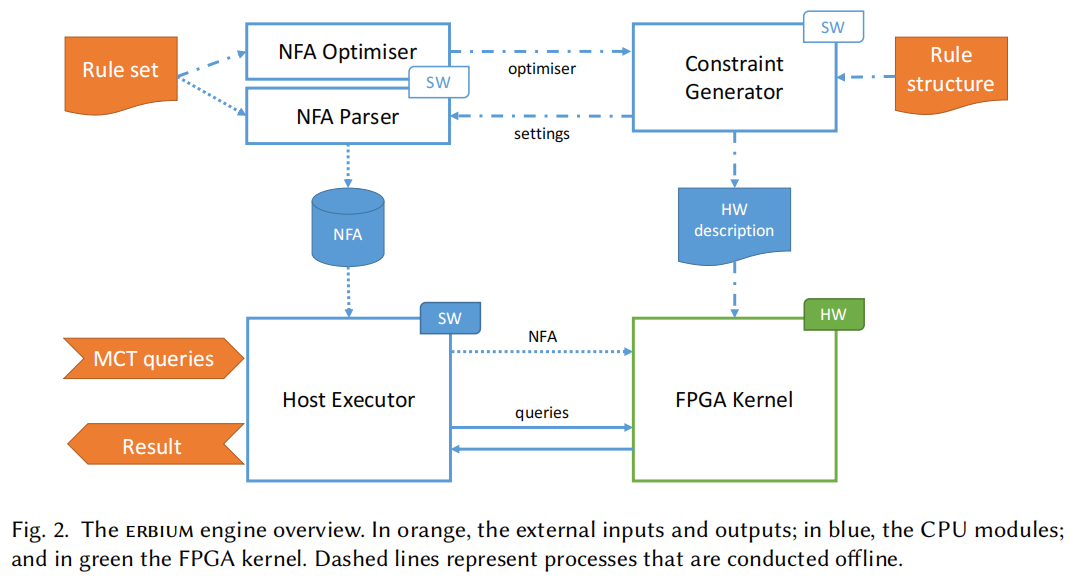 Rule set
NFA Optimiser
SW
NFA Parser
optimiser
settings
SW
Constraint
Generator
Rule
structure
NFA
HW
description
MCT queries
Result
SW
Host Executor
NFA
queries
HW
FPGA Kernel
Fig. 2. The ERBIUM engine overview. In orange, the external inputs and outputs; in blue, the CPU modules;
and in green the FPGA kernel. Dashed lines represent processes that are conducted offline.